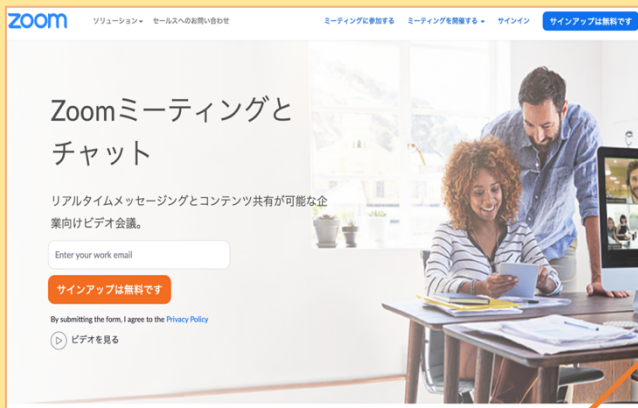 zoom
ソリューション▾ セールスへのお問い合わせ
ミーティングに参加する ミーティングを開催する ▾ サインイン サインアップは無料です
Zoomミーティングと
チャット
リアルタイムメッセージングとコンテンツ共有が可能な企
業向けビデオ会議。
Enter your work email
サインアップは無料です
By submitting the form, I agree to the Privacy Policy
ビデオを見る